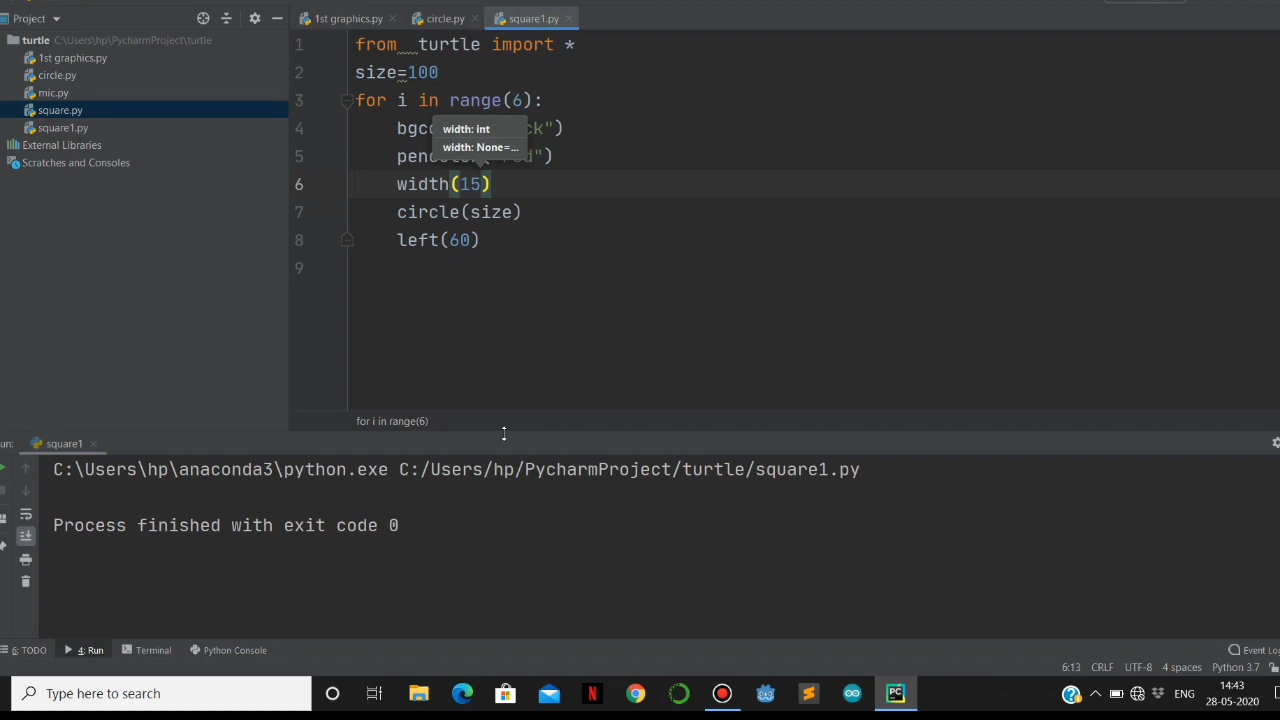 Project
1st graphics.py
circle.py
square1.py
turtle C:\Users\hp\PycharmProject\turtle
1st graphics.py
circle.py
mic.py
square.py
square1.py
External Libraries
Scratches and Consoles
1 from turtle import *
2 size=100
3 for i in range(6):
4 bgco ck")
5 d")
6 width(15)
7 circle(size)
8 left(60)
9
width: int
width: None=...
for i in range(6)
un: square1
C:\Users\hp\anaconda3\python.exe C:/Users/hp/PycharmProject/turtle/square1.py
Process finished with exit code 0
6: TODO
4: Run
Terminal
Python Console
Event Log
6:13 CRLF UTF-8 4 spaces Python 3.7
Type here to search
N
PC
ENG
14:43
28-05-2020